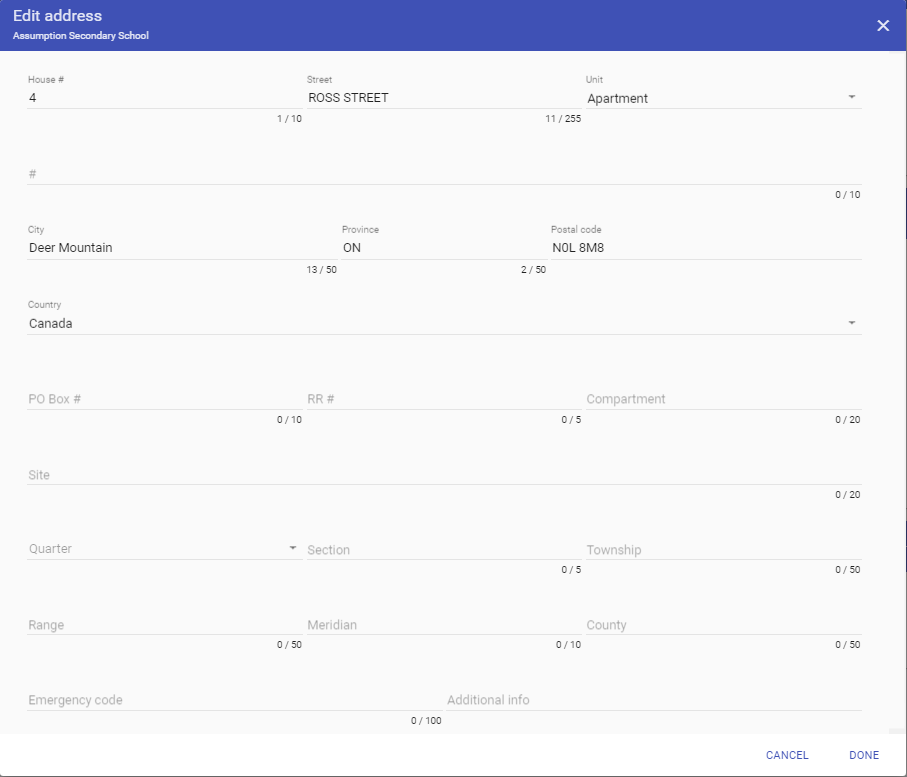 Edit address
Assumption Secondary School
House # Street Unit
4 ROSS STREET Apartment
1 / 10 11 / 255
#
0 / 10
City Province Postal code
Deer Mountain ON N0L 8M8
13 / 50 2 / 50
Country
Canada
PO Box # RR # Compartment
0 / 10 0 / 5 0 / 20
Site
0 / 20
Quarter Section Township
0 / 5 0 / 50
Range Meridian County
0 / 50 0 / 10 0 / 50
Emergency code Additional info
0 / 100
CANCEL DONE